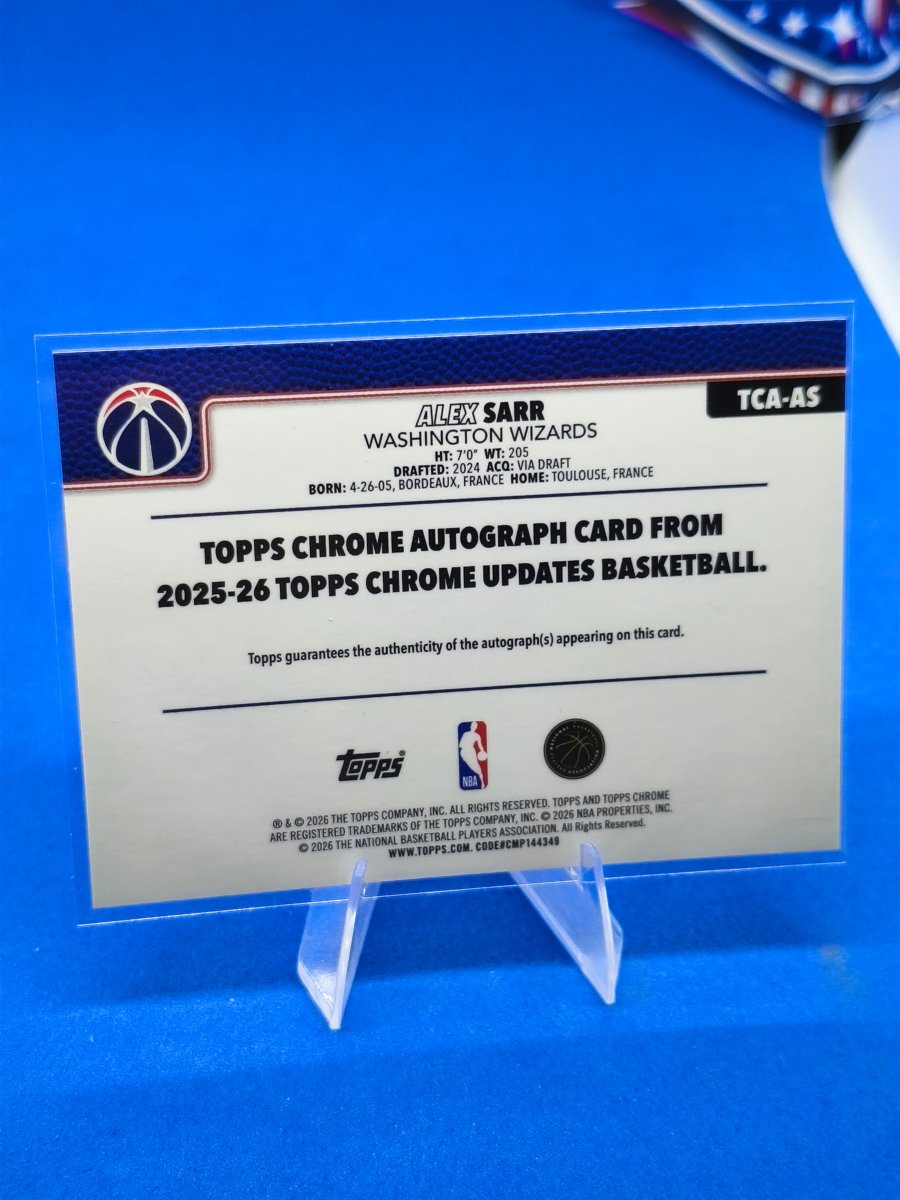 TCA-AS
ALEX SARR
WASHINGTON WIZARDS
HT: 7'0" WT: 205
DRAFTED: 2024 ACQ: VIA DRAFT
BORN: 4-26-05, BORDEAUX, FRANCE HOME: TOULOUSE, FRANCE
TOPPS CHROME AUTOGRAPH CARD FROM
2025-26 TOPPS CHROME UPDATES BASKETBALL.
Topps guarantees the authenticity of the autograph(s) appearing on this card.
topps®
NBA
® & © 2026 THE TOPPS COMPANY, INC. ALL RIGHTS RESERVED. TOPPS AND TOPPS CHROME
ARE REGISTERED TRADEMARKS OF THE TOPPS COMPANY, INC. © 2026 NBA PROPERTIES, INC.
© 2026 THE NATIONAL BASKETBALL PLAYERS ASSOCIATION. All Rights Reserved.
WWW.TOPPS.COM. CODE#CMP144349